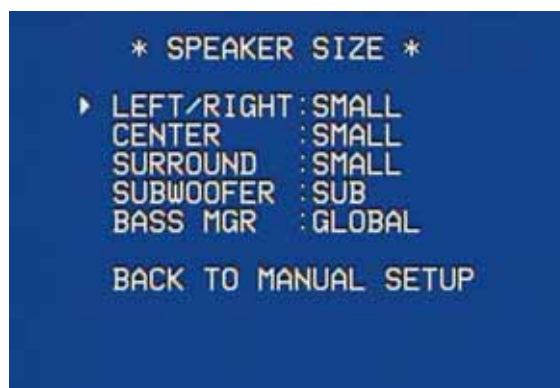 * SPEAKER SIZE *
LEFT/RIGHT:SMALL
CENTER :SMALL
SURROUND :SMALL
SUBWOOFER :SUB
BASS MGR :GLOBAL
BACK TO MANUAL SETUP